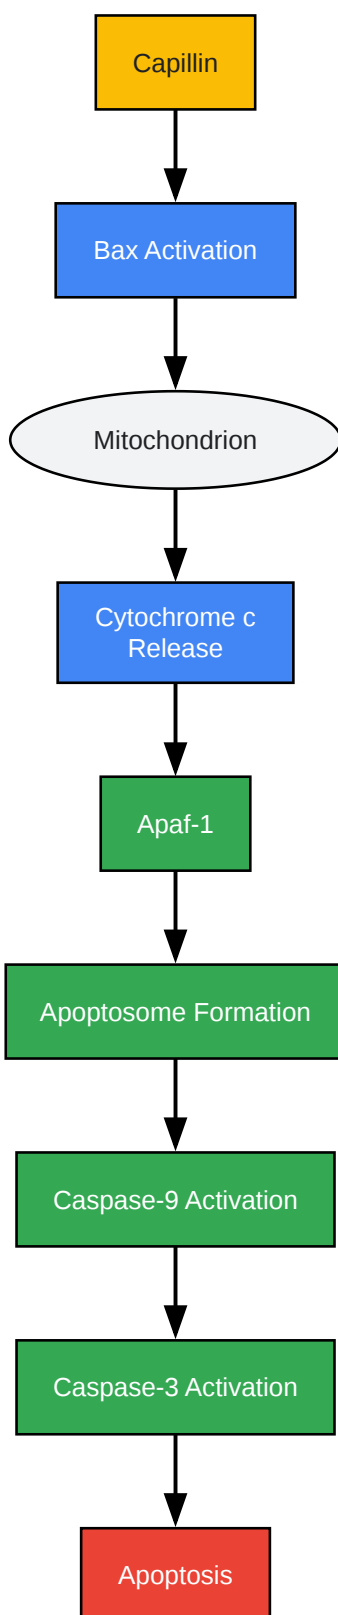 Capillin
Bax Activation
Mitochondrion
Cytochrome c
Release
Apaf-1
Apoptosome Formation
Caspase-9 Activation
Caspase-3 Activation
Apoptosis